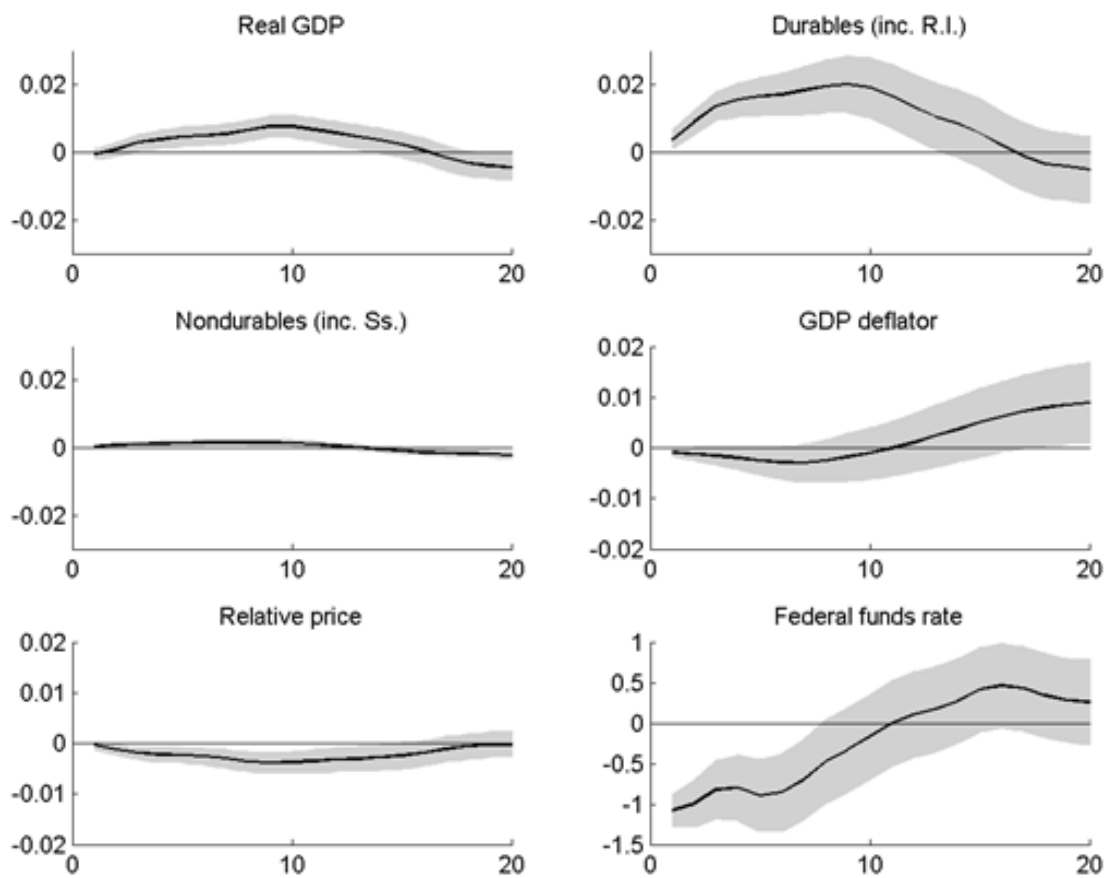 Real GDP
0.02
0
-0.02
0 10 20
Durables (inc. R.I.)
0.02
0
-0.02
0 10 20
Nondurables (inc. Ss.)
0.02
0
-0.02
0 10 20
GDP deflator
0.02
0.01
0
-0.01
-0.02
0 10 20
Relative price
0.02
0.01
0
-0.01
-0.02
0 10 20
Federal funds rate
1
0.5
0
-0.5
-1
-1.5
0 10 20